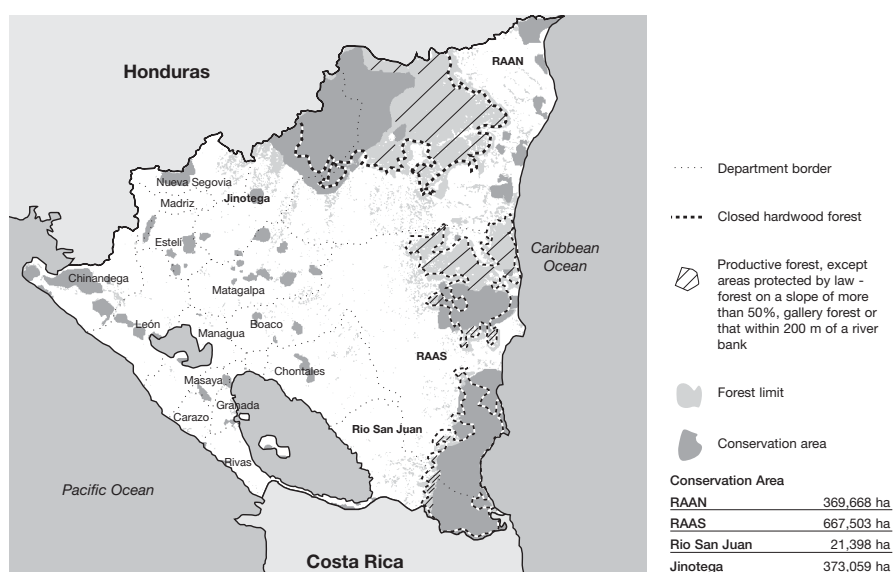 Honduras
RAAN
Nueva Segovia
Jinotega
Madriz
Esteli
Caribbean
Ocean
Chinandega
Matagalpa
León
Managua
Boaco
RAAS
Chontales
Masaya
Granada
Carazo
Rio San Juan
Rivas
Pacific Ocean
Costa Rica
Department border
Closed hardwood forest
Productive forest, except
areas protected by law -
forest on a slope of more
than 50%, gallery forest or
that within 200 m of a river
bank
Forest limit
Conservation area
Conservation Area
RAAN 369,668 ha
RAAS 667,503 ha
Rio San Juan 21,398 ha
Jinotega 373,059 ha